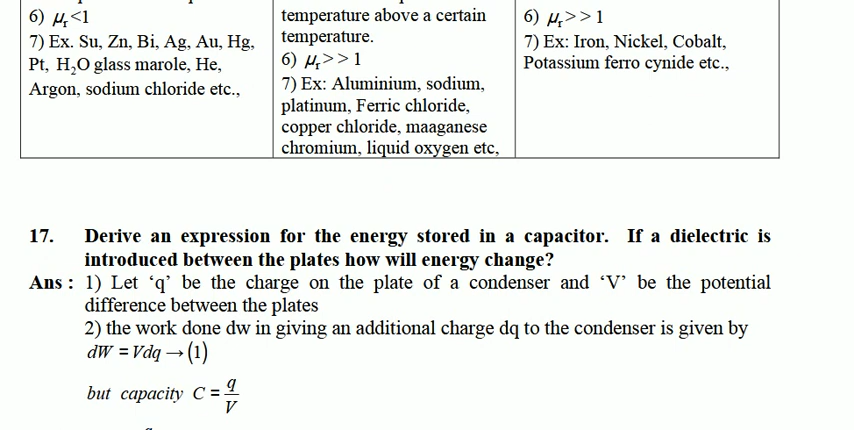 6) μr<1
7) Ex. Su, Zn, Bi, Ag, Au, Hg,
Pt, H₂O glass marole, He,
Argon, sodium chloride etc.,
temperature above a certain
temperature.
6) μr>>1
7) Ex: Aluminium, sodium,
platinum, Ferric chloride,
copper chloride, maaganese
chromium, liquid oxygen etc,
6) μr>>1
7) Ex: Iron, Nickel, Cobalt,
Potassium ferro cynide etc.,
17. Derive an expression for the energy stored in a capacitor. If a dielectric is
introduced between the plates how will energy change?
Ans : 1) Let ‘q’ be the charge on the plate of a condenser and ‘V’ be the potential
difference between the plates
2) the work done dw in giving an additional charge dq to the condenser is given by
dW = Vdq → (1)
but capacity C = q/V